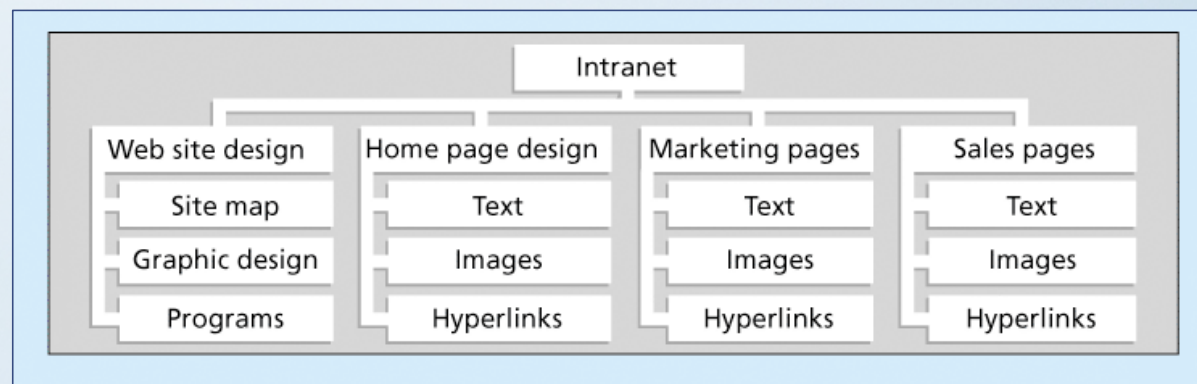 Intranet
Web site design
Home page design
Marketing pages
Sales pages
Site map
Text
Text
Text
Graphic design
Images
Images
Images
Programs
Hyperlinks
Hyperlinks
Hyperlinks